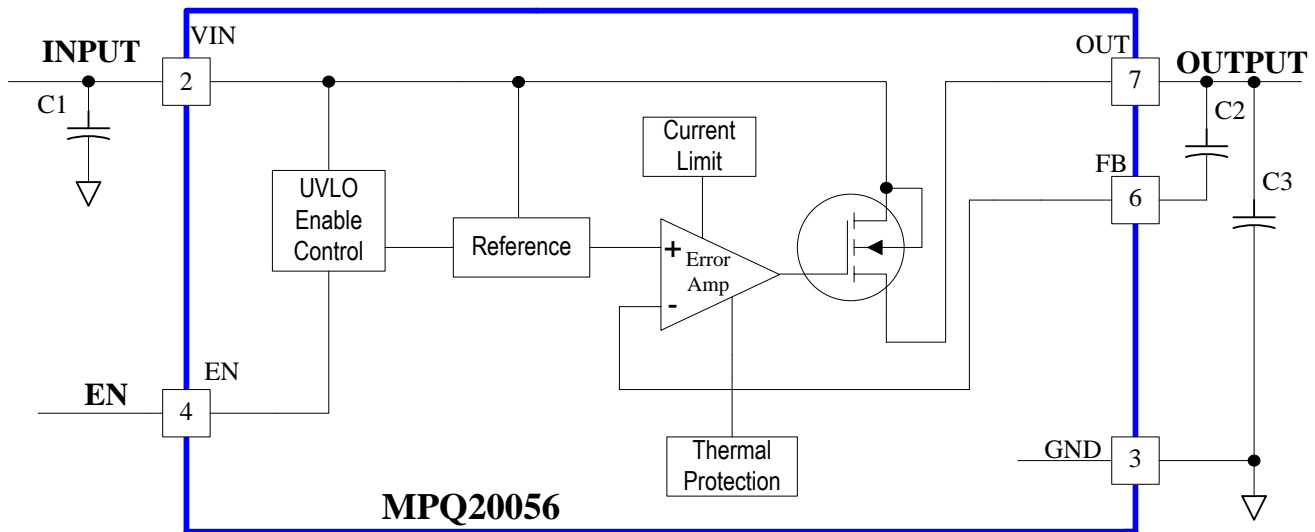 VIN
INPUT
2
C1
OUT
7
OUTPUT
C2
Current
Limit
FB
6
C3
UVLO
Enable
Control
Reference
+
Error
Amp
-
EN
EN
4
Thermal
Protection
GND
3
MPQ20056